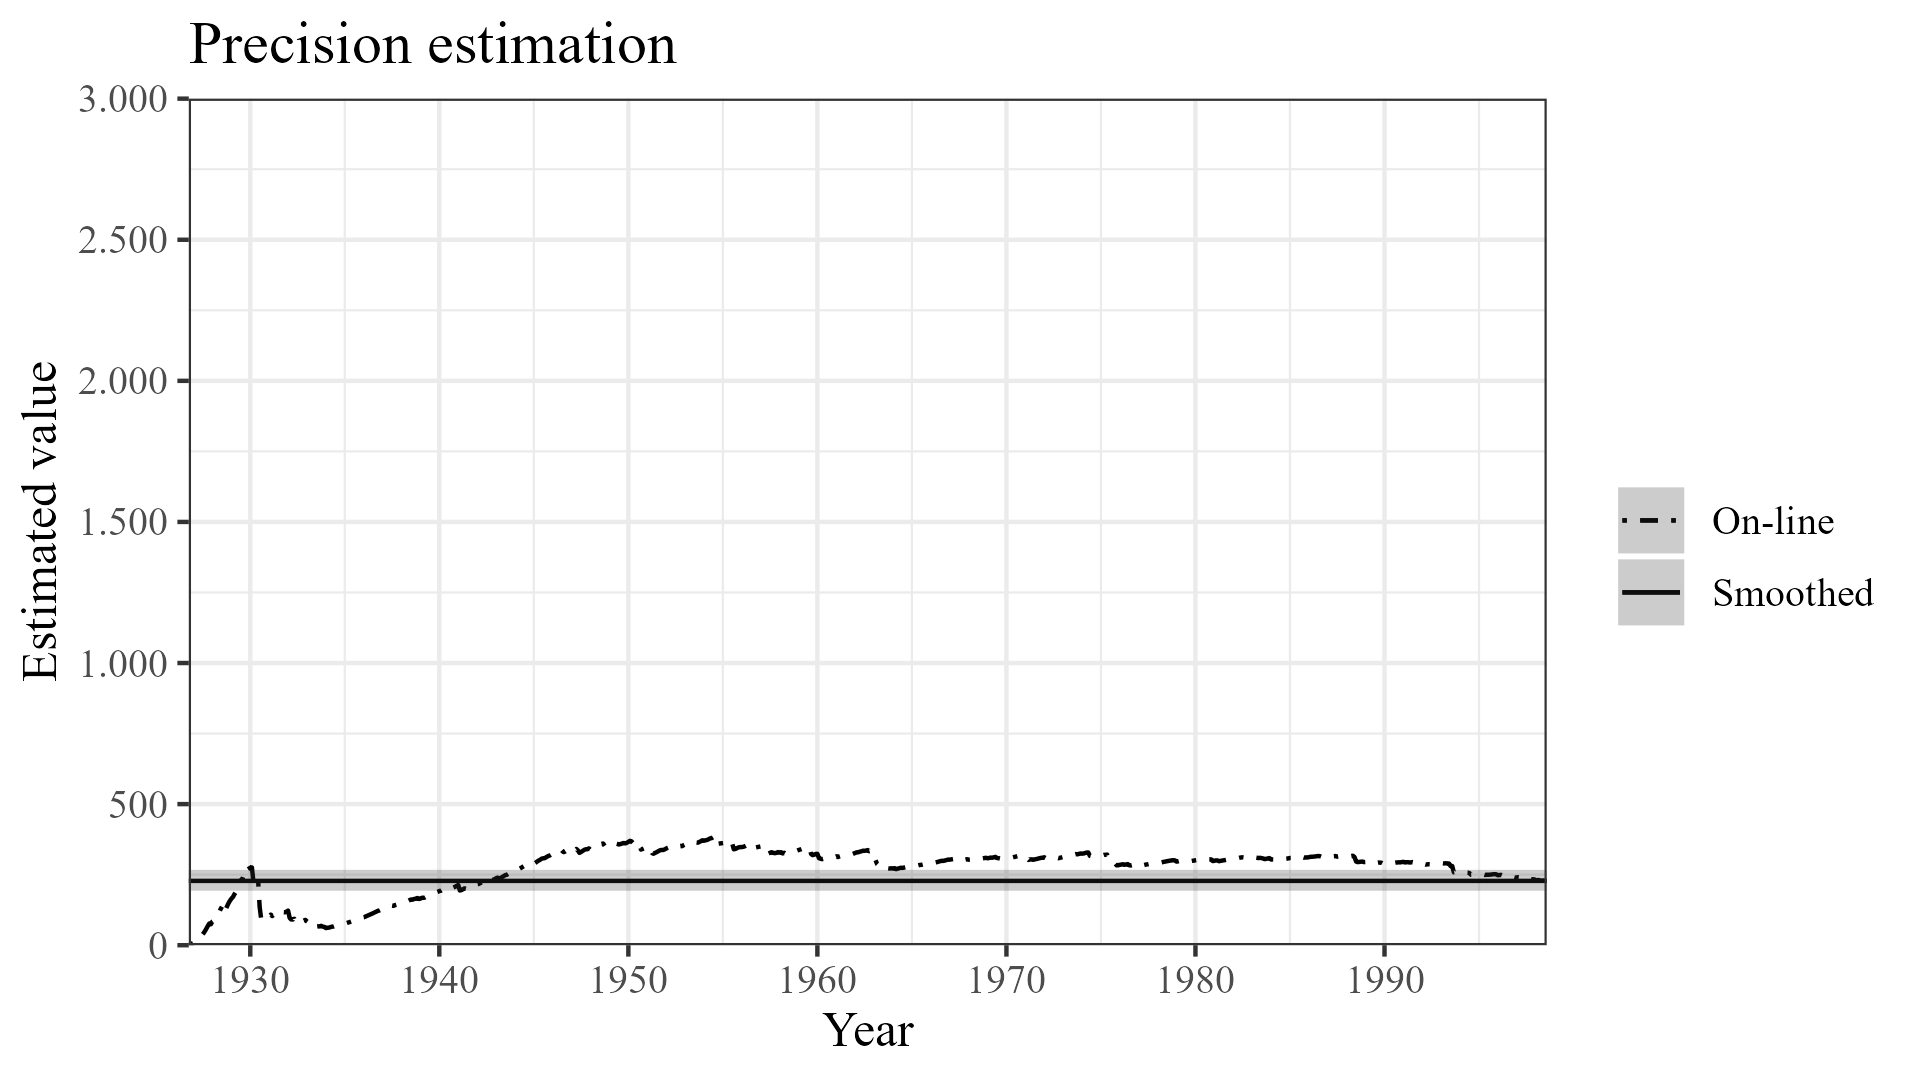 Precision estimation
Estimated value
3.000
2.500
2.000
1.500
1.000
500
0
1930 1940 1950 1960 1970 1980 1990
Year
On-line
Smoothed